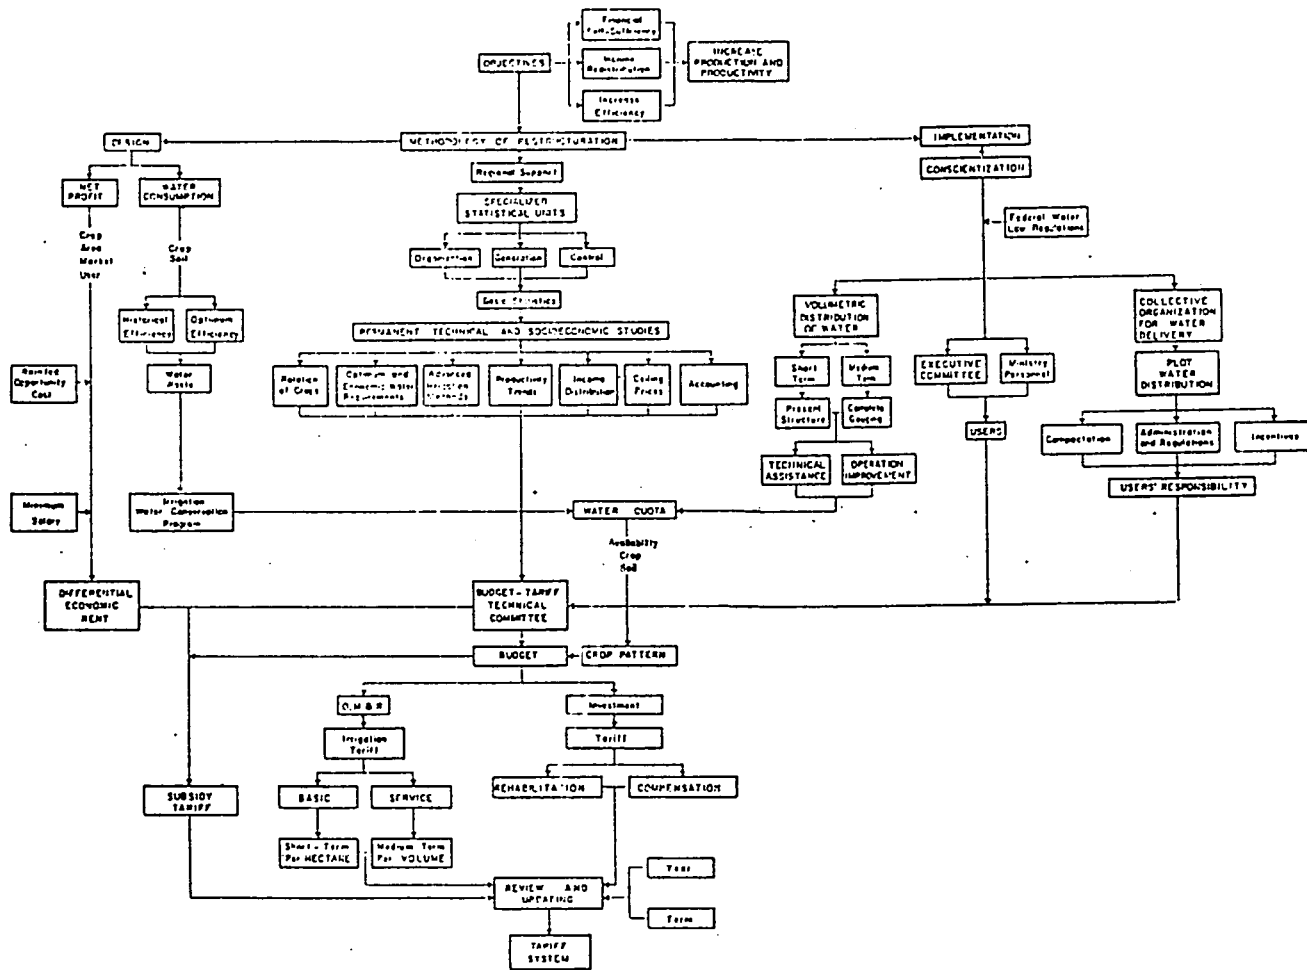 Financial
Self-Sufficiency
OBJECTIVES
Income
Redistribution
INCREASE
PRODUCTION AND
PRODUCTIVITY
Increase
Efficiency
DESIGN
METHODOLOGY OF RESTRUCTURATION
IMPLEMENTATION
CONSCIENTIZATION
NET
PROFIT
WATER
CONSUMPTION
Regional Support
SPECIALIZED
STATISTICAL UNITS
Federal Water
Law Regulations
Crop
Area
Market
User
Crop
Soil
Organization
Generation
Control
Basic Statistics
Historical
Efficiency
Optimum
Efficiency
PERMANENT TECHNICAL AND SOCIOECONOMIC STUDIES
VOLUMETRIC
DISTRIBUTION
OF WATER
COLLECTIVE
ORGANIZATION
FOR WATER
DELIVERY
Rainfed
Opportunity
Cost
Water
Rotation
of Crops
Optimum and
Economic Water
Requirements
Advanced
Irrigation
Methods
Productivity
Trends
Income
Distribution
Ceiling
Prices
Accounting
Short
Term
Medium
Term
EXECUTIVE
COMMITTEE
Ministry
Personnel
PLOT
WATER
DISTRIBUTION
Present
Structure
Complete
Gauging
USERS
Compactation
Administration
and Regulations
Incentives
TECHNICAL
ASSISTANCE
OPERATION
IMPROVEMENT
USERS' RESPONSIBILITY
Minimum
Salary
Irrigation
Water Conservation
Program
WATER CUOTA
Availability
Crop
Soil
DIFFERENTIAL
ECONOMIC
RENT
BUDGET-TARIFF
TECHNICAL
COMMITTEE
BUDGET
CROP PATTERN
O, M & R
Investment
Irrigation
Tariff
Tariff
SUBSIDY
TARIFF
BASIC
SERVICE
REHABILITATION
COMPENSATION
Short-Term
Per HECTARE
Medium Term
Per VOLUME
REVIEW AND
UPDATING
Year
Term
TARIFF
SYSTEM